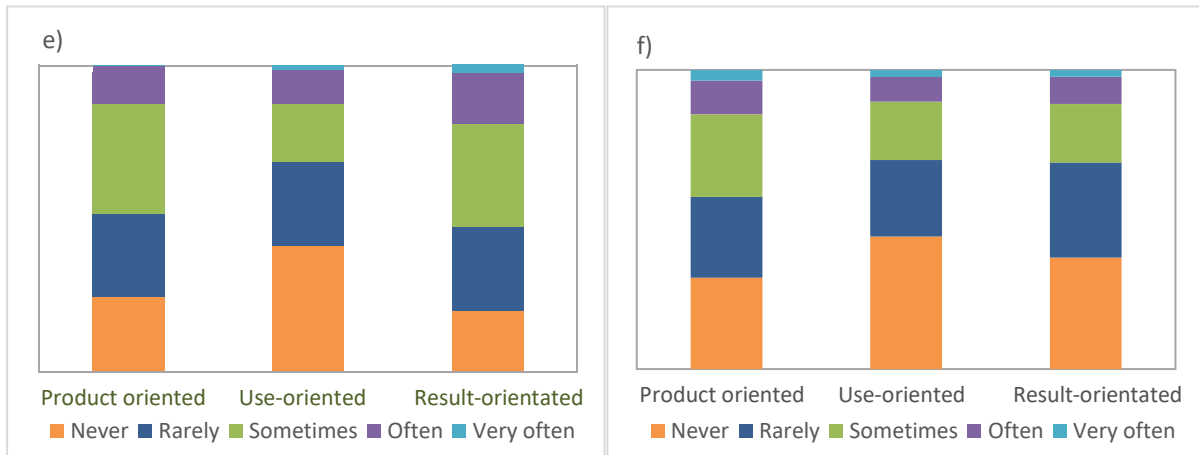 e)
Product oriented Use-oriented Result-orientated
Never Rarely Sometimes Often Very often
f)
Product oriented Use-oriented Result-orientated
Never Rarely Sometimes Often Very often